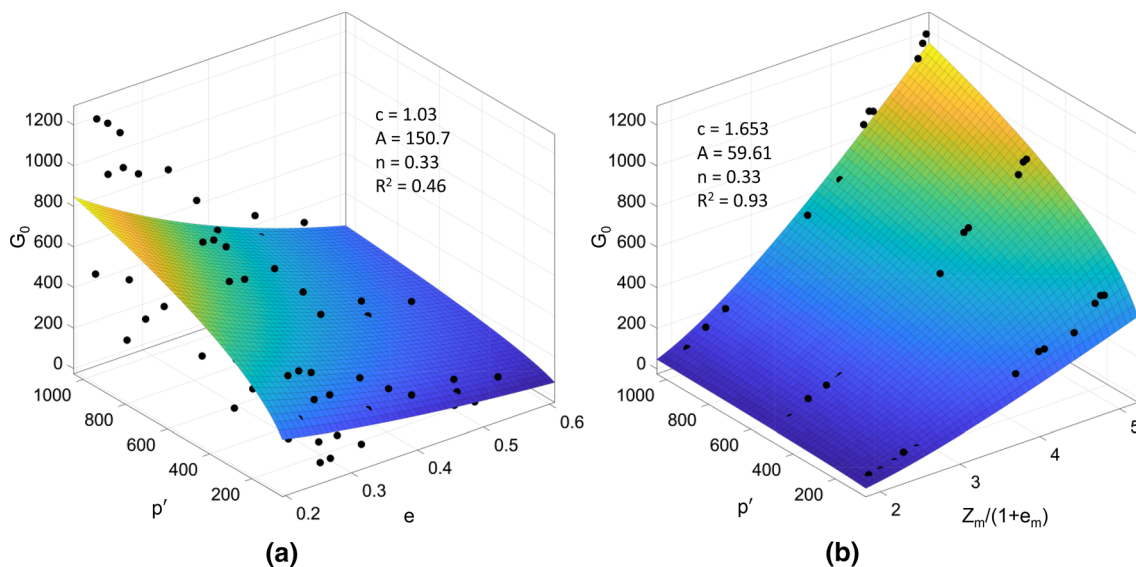 c = 1.03
A = 150.7
n = 0.33
R² = 0.46
G₀
1200
1000
800
600
400
200
0
1000
800
600
400
200
p′
0.2
0.3
0.4
0.5
0.6
e
(a)
c = 1.653
A = 59.61
n = 0.33
R² = 0.93
G₀
1200
1000
800
600
400
200
0
1000
800
600
400
200
p′
2
3
4
5
Zₘ/(1+eₘ)
(b)